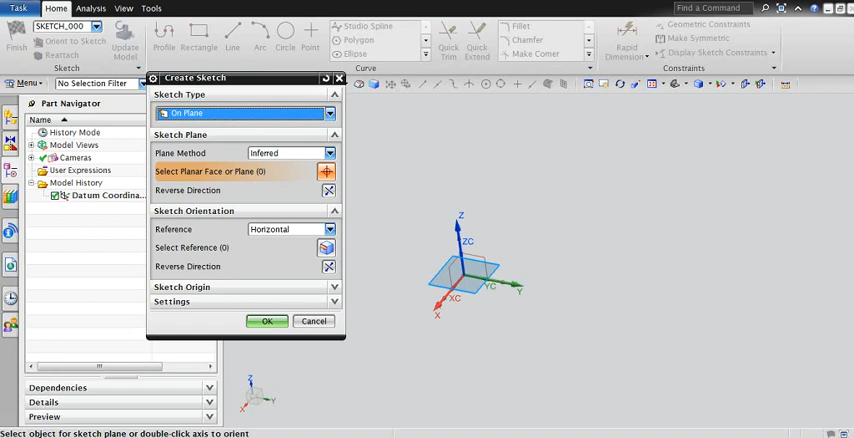 Task Home Analysis View Tools Find a Command
SKETCH_000
Finish Orient to Sketch Update Model
Reattach
Profile Rectangle Line Arc Circle Point
Studio Spline
Polygon
Ellipse
Quick Trim Quick Extend
Fillet
Chamfer
Make Corner
Rapid Dimension
Geometric Constraints
Make Symmetric
Display Sketch Constraints
Sketch Curve Constraints
Menu No Selection Filter
Part Navigator
Name
History Mode
Model Views
Cameras
User Expressions
Model History
Datum Coordina...
Dependencies
Details
Preview
Create Sketch
Sketch Type
On Plane
Sketch Plane
Plane Method Inferred
Select Planar Face or Plane (0)
Reverse Direction
Sketch Orientation
Reference Horizontal
Select Reference (0)
Reverse Direction
Sketch Origin
Settings
OK Cancel
Z
ZC
YC
Y
XC
X
Z
X Y
Select object for sketch plane or double-click axis to orient